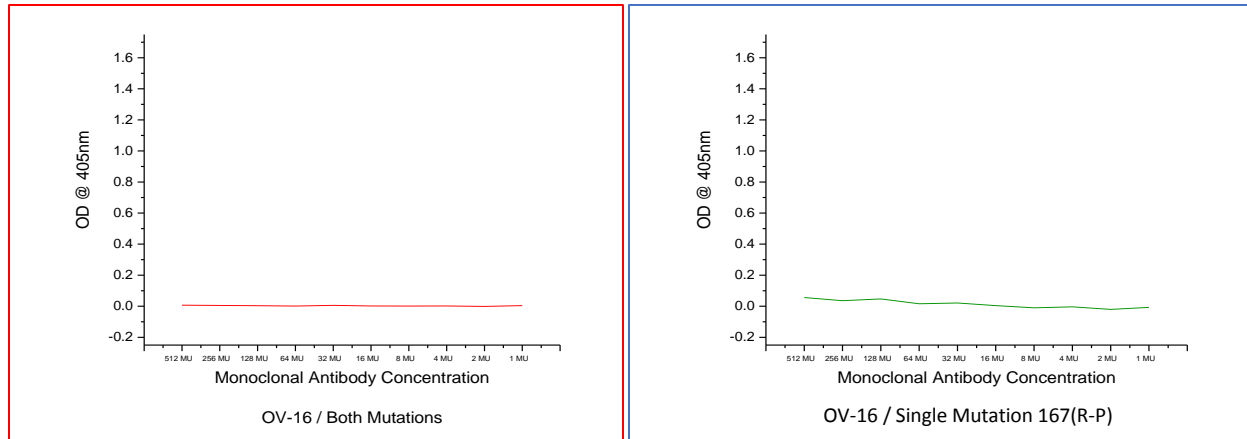 1.6
1.4
1.2
1.0
0.8
0.6
0.4
0.2
0.0
-0.2
OD @ 405nm
512 MU 256 MU 128 MU 64 MU 32 MU 16 MU 8 MU 4 MU 2 MU 1 MU
Monoclonal Antibody Concentration
OV-16 / Both Mutations
1.6
1.4
1.2
1.0
0.8
0.6
0.4
0.2
0.0
-0.2
OD @ 405nm
512 MU 256 MU 128 MU 64 MU 32 MU 16 MU 8 MU 4 MU 2 MU 1 MU
Monoclonal Antibody Concentration
OV-16 / Single Mutation 167(R-P)